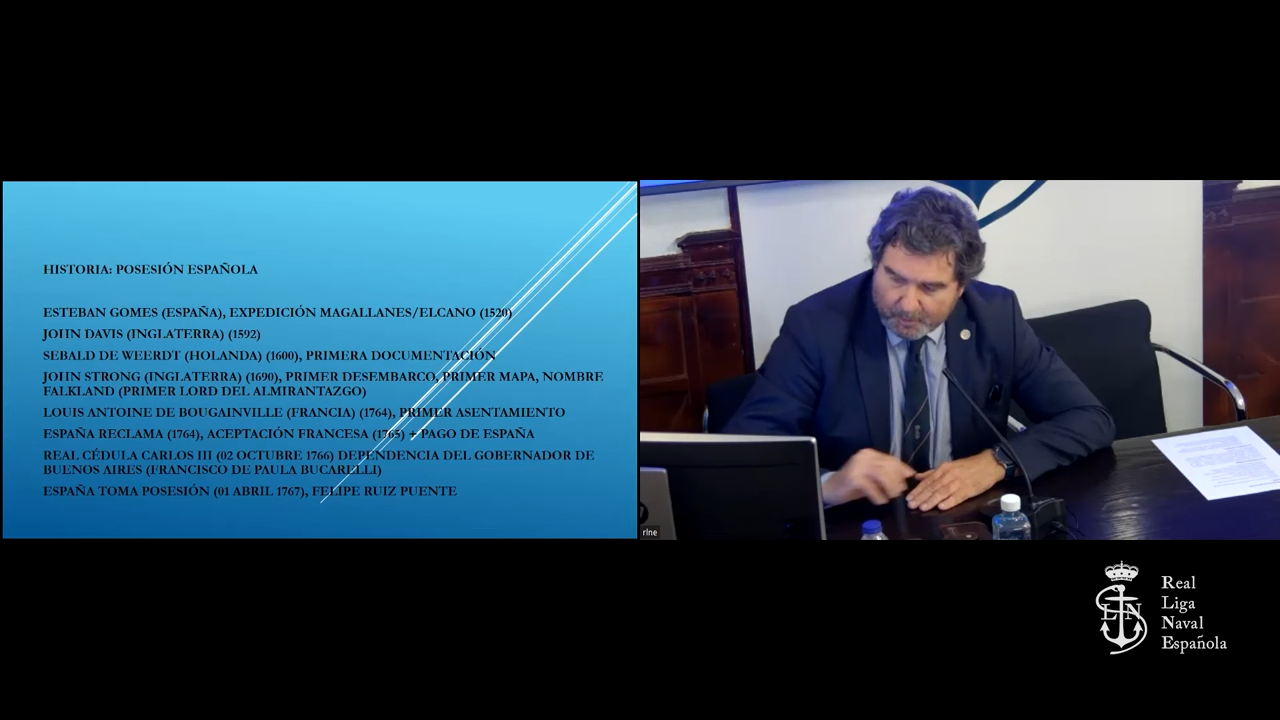 HISTORIA: POSESIÓN ESPAÑOLA
ESTEBAN GOMES (ESPAÑA), EXPEDICIÓN MAGALLANES/ELCANO (1520)
JOHN DAVIS (INGLATERRA) (1592)
SEBALD DE WEERDT (HOLANDA) (1600), PRIMERA DOCUMENTACIÓN
JOHN STRONG (INGLATERRA) (1690), PRIMER DESEMBARCO, PRIMER MAPA, NOMBRE
FALKLAND (PRIMER LORD DEL ALMIRANTAZGO)
LOUIS ANTOINE DE BOUGAINVILLE (FRANCIA) (1764), PRIMER ASENTAMIENTO
ESPAÑA RECLAMA (1764), ACEPTACIÓN FRANCESA (1765) + PAGO DE ESPAÑA
REAL CÉDULA CARLOS III (02 OCTUBRE 1766) DEPENDENCIA DEL GOBERNADOR DE
BUENOS AIRES (FRANCISCO DE PAULA BUCARELLI)
ESPAÑA TOMA POSESIÓN (01 ABRIL 1767), FELIPE RUIZ PUENTE
rlne
LN
Real
Liga
Naval
Española